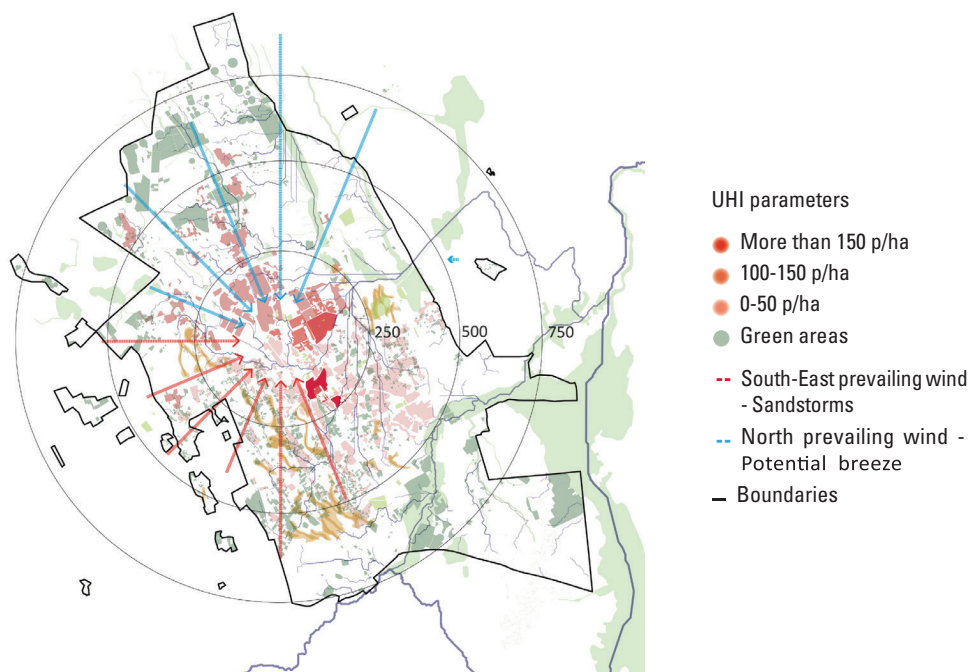 250
500
750
UHI parameters
More than 150 p/ha
100-150 p/ha
0-50 p/ha
Green areas
South-East prevailing wind
- Sandstorms
North prevailing wind -
Potential breeze
Boundaries